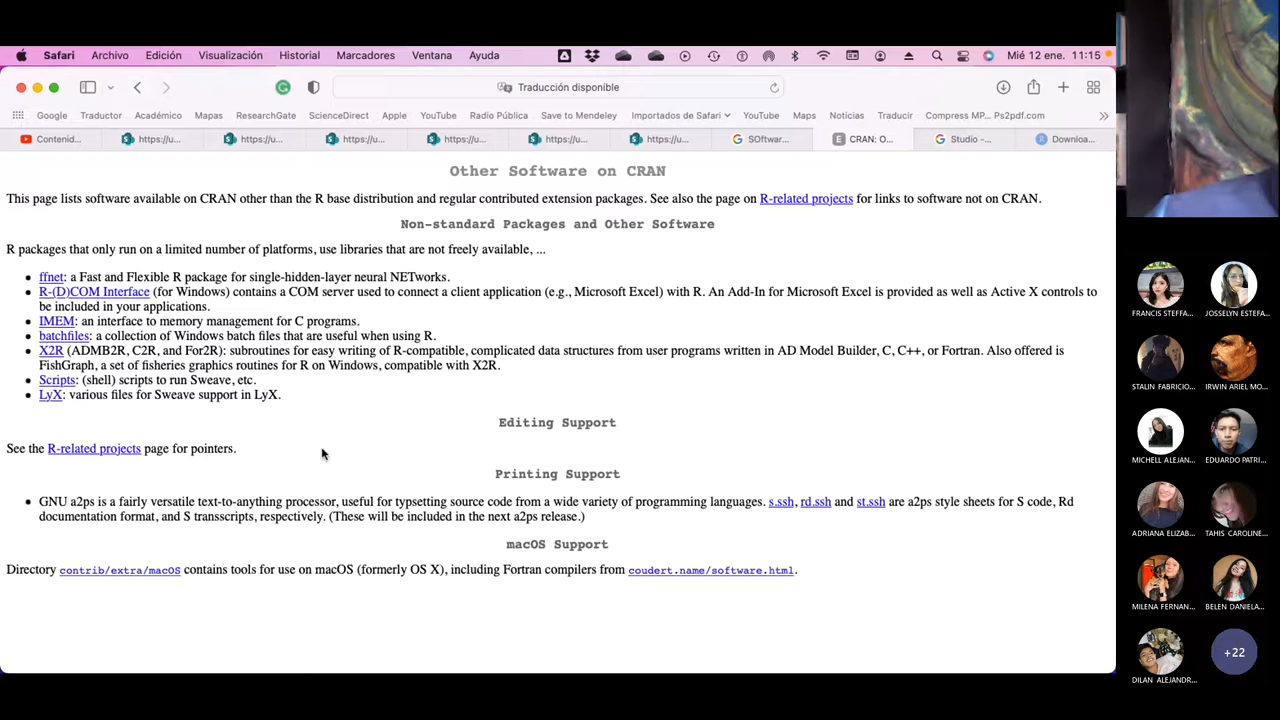 Safari Archivo Edición Visualización Historial Marcadores Ventana Ayuda Mié 12 ene. 11:15
Traducción disponible
Google Traductor Académico Mapas ResearchGate ScienceDirect Apple YouTube Radio Pública Save to Mendeley Importados de Safari YouTube Maps Noticias Traducir Compress MP... Ps2pdf.com
Contenid... https://u... https://u... https://u... https://u... https://u... https://u... SOftwar... CRAN: O... Studio -... Downloa...
Other Software on CRAN
This page lists software available on CRAN other than the R base distribution and regular contributed extension packages. See also the page on R-related projects for links to software not on CRAN.
Non-standard Packages and Other Software
R packages that only run on a limited number of platforms, use libraries that are not freely available, ...
• ffnet: a Fast and Flexible R package for single-hidden-layer neural NETworks.
• R-(D)COM Interface (for Windows) contains a COM server used to connect a client application (e.g., Microsoft Excel) with R. An Add-In for Microsoft Excel is provided as well as Active X controls to
be included in your applications.
• IMEM: an interface to memory management for C programs.
• batchfiles: a collection of Windows batch files that are useful when using R.
• X2R (ADMB2R, C2R, and For2R): subroutines for easy writing of R-compatible, complicated data structures from user programs written in AD Model Builder, C, C++, or Fortran. Also offered is
FishGraph, a set of fisheries graphics routines for R on Windows, compatible with X2R.
• Scripts: (shell) scripts to run Sweave, etc.
• LyX: various files for Sweave support in LyX.
Editing Support
See the R-related projects page for pointers.
Printing Support
• GNU a2ps is a fairly versatile text-to-anything processor, useful for typsetting source code from a wide variety of programming languages. s.ssh, rd.ssh and st.ssh are a2ps style sheets for S code, Rd
documentation format, and S transscripts, respectively. (These will be included in the next a2ps release.)
macOS Support
Directory contrib/extra/macOS contains tools for use on macOS (formerly OS X), including Fortran compilers from coudert.name/software.html.
FRANCIS STEFFA... JOSSELYN ESTEFA...
STALIN FABRICIO... IRWIN ARIEL MO...
MICHELL ALEJAN... EDUARDO PATRI...
ADRIANA ELIZAB... TAHIS CAROLINE...
MILENA FERNAN... BELEN DANIELA...
+22
DILAN ALEJANDR...